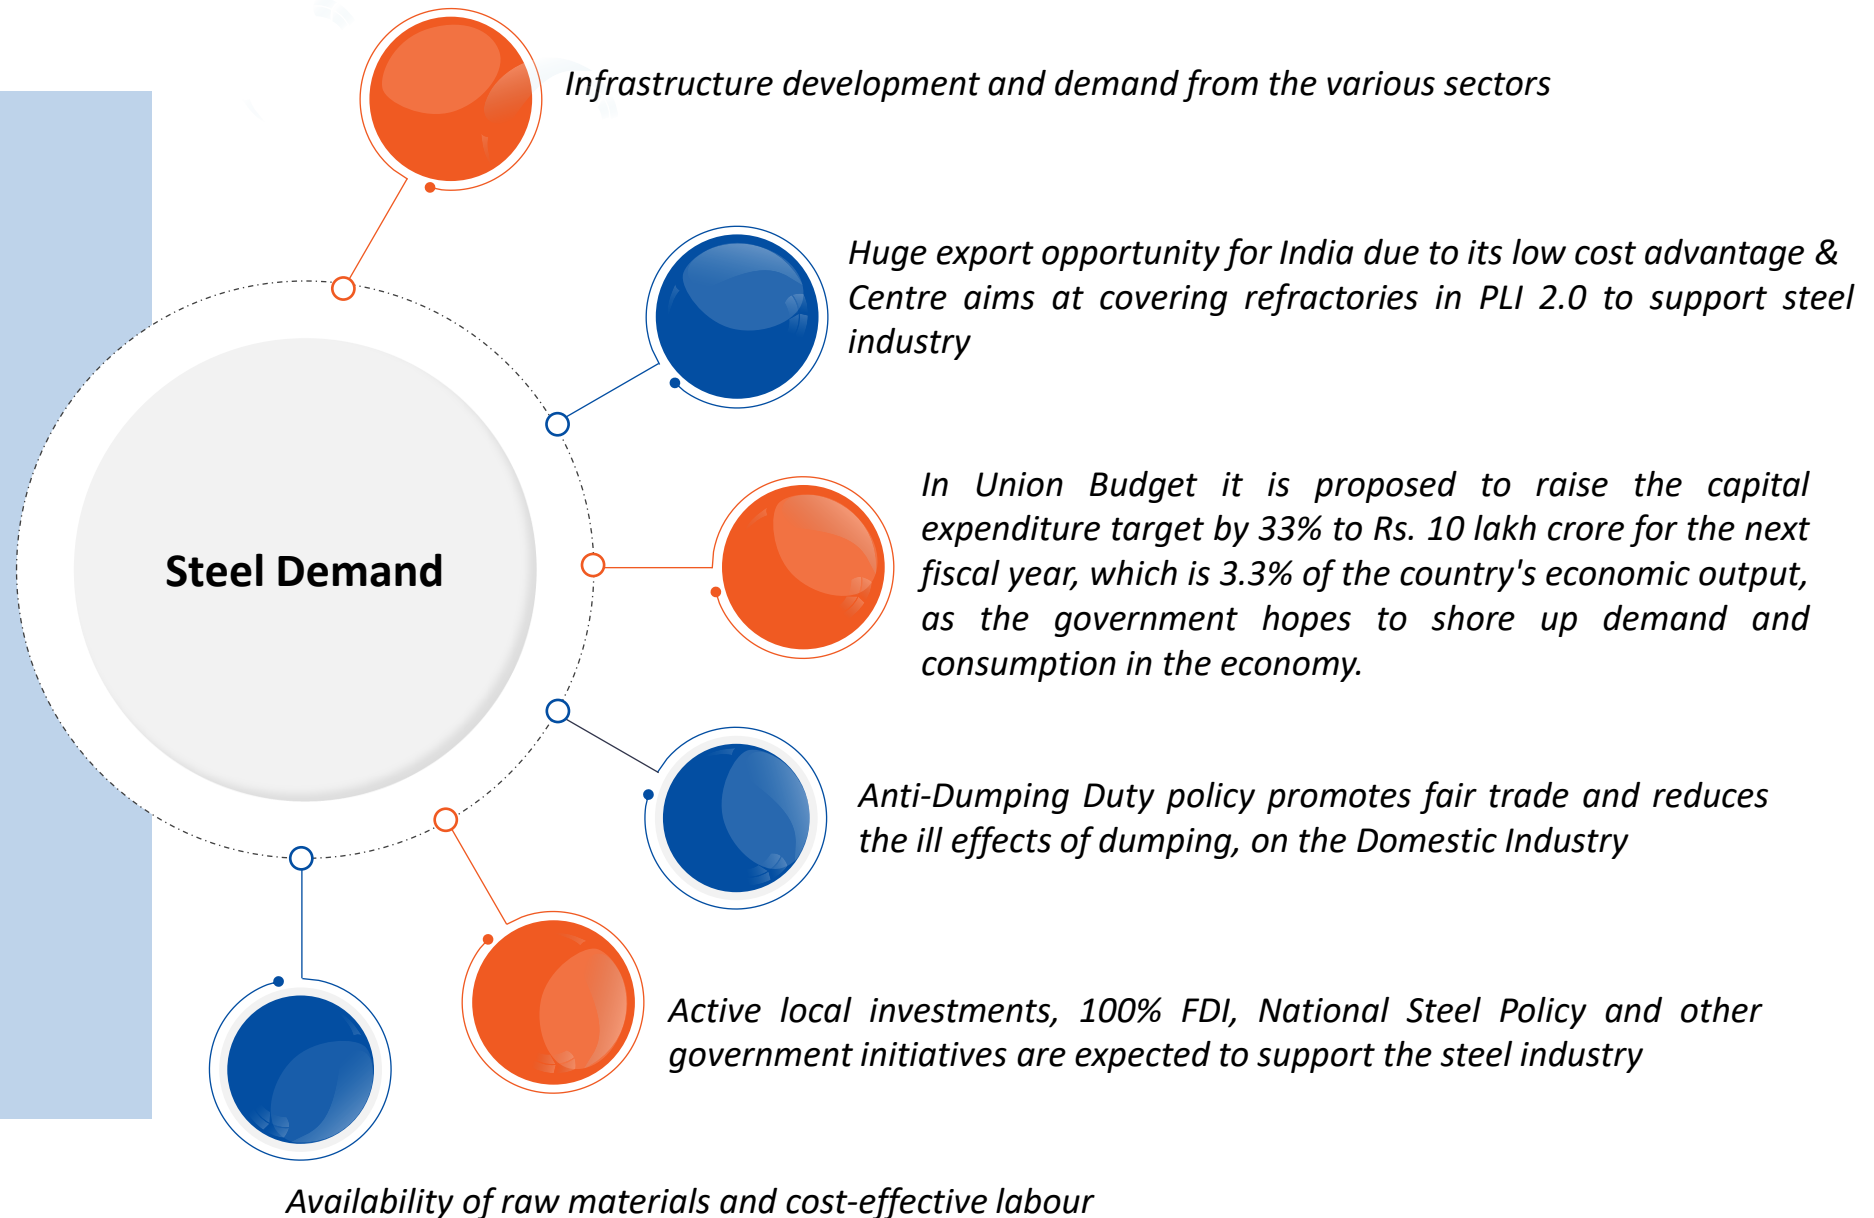 Infrastructure development and demand from the various sectors
Huge export opportunity for India due to its low cost advantage &
Centre aims at covering refractories in PLI 2.0 to support steel
industry
In Union Budget it is proposed to raise the capital
expenditure target by 33% to Rs. 10 lakh crore for the next
fiscal year, which is 3.3% of the country's economic output,
as the government hopes to shore up demand and
consumption in the economy.
Steel Demand
Anti-Dumping Duty policy promotes fair trade and reduces
the ill effects of dumping, on the Domestic Industry
Active local investments, 100% FDI, National Steel Policy and other
government initiatives are expected to support the steel industry
Availability of raw materials and cost-effective labour